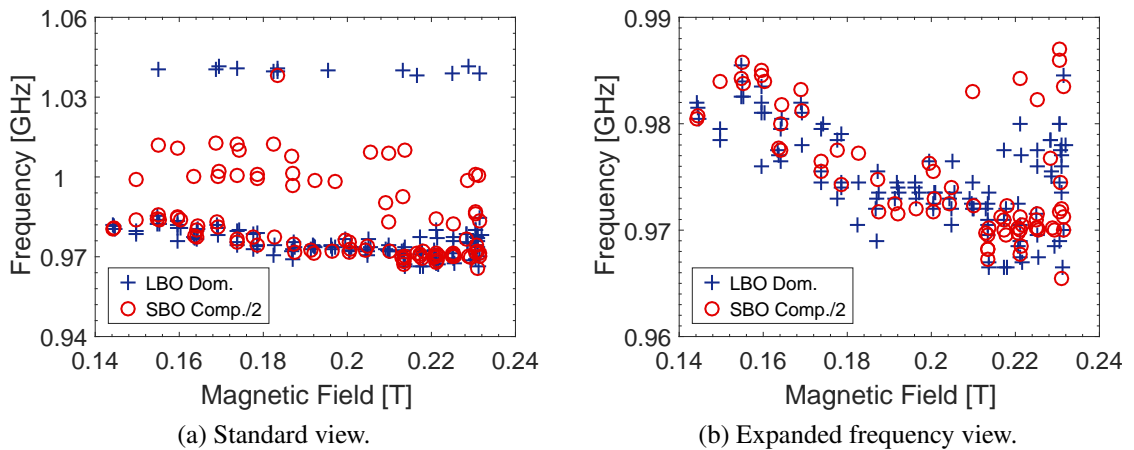 1.06
1.03
1
0.97
0.94
Frequency [GHz]
LBO Dom.
SBO Comp./2
0.14 0.16 0.18 0.2 0.22 0.24
Magnetic Field [T]
(a) Standard view.
0.99
0.98
0.97
0.96
Frequency [GHz]
LBO Dom.
SBO Comp./2
0.14 0.16 0.18 0.2 0.22 0.24
Magnetic Field [T]
(b) Expanded frequency view.